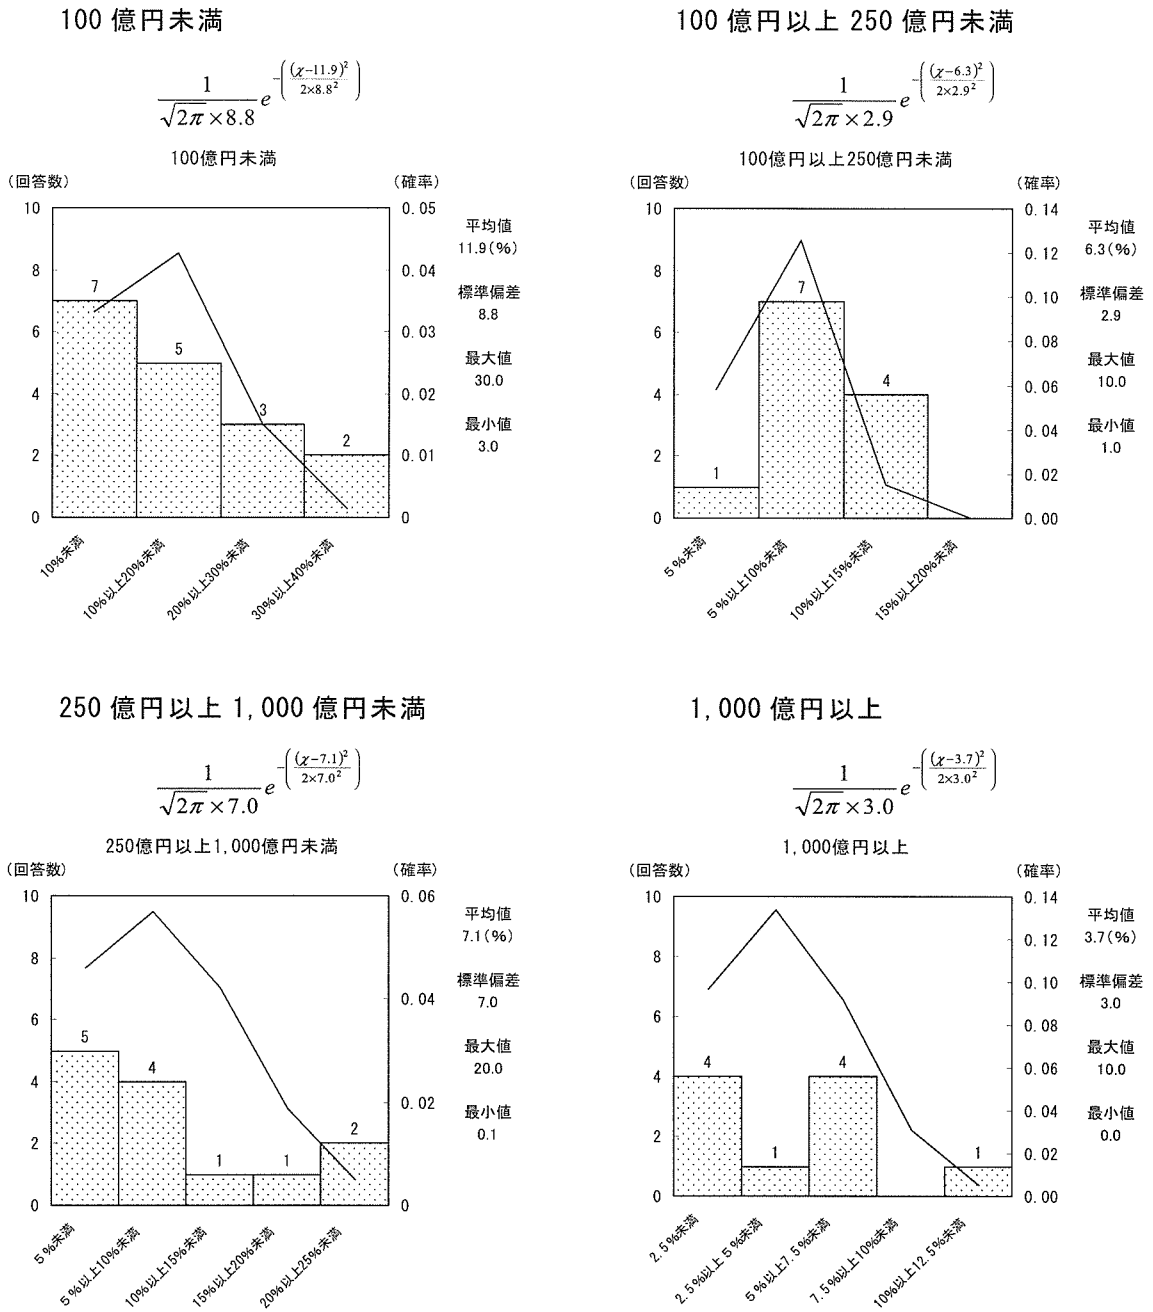 100 億円未満
1/(√2π ×8.8) e^−((χ−11.9)²/(2×8.8²))
100億円未満
(回答数)
(確率)
10
8
6
4
2
0
0.05
0.04
0.03
0.02
0.01
0
7
5
3
2
10%未満
10%以上20%未満
20%以上30%未満
30%以上40%未満
平均値
11.9(%)
標準偏差
8.8
最大値
30.0
最小値
3.0
100 億円以上 250 億円未満
1/(√2π ×2.9) e^−((χ−6.3)²/(2×2.9²))
100億円以上250億円未満
(回答数)
(確率)
10
8
6
4
2
0
0.14
0.12
0.10
0.08
0.06
0.04
0.02
0.00
1
7
4
5%未満
5%以上10%未満
10%以上15%未満
15%以上20%未満
平均値
6.3(%)
標準偏差
2.9
最大値
10.0
最小値
1.0
250 億円以上 1,000 億円未満
1/(√2π ×7.0) e^−((χ−7.1)²/(2×7.0²))
250億円以上1,000億円未満
(回答数)
(確率)
10
8
6
4
2
0
0.06
0.04
0.02
0
5
4
1
1
2
5%未満
5%以上10%未満
10%以上15%未満
15%以上20%未満
20%以上25%未満
平均値
7.1(%)
標準偏差
7.0
最大値
20.0
最小値
0.1
1,000 億円以上
1/(√2π ×3.0) e^−((χ−3.7)²/(2×3.0²))
1,000億円以上
(回答数)
(確率)
10
8
6
4
2
0
0.14
0.12
0.10
0.08
0.06
0.04
0.02
0.00
4
1
4
1
2.5%未満
2.5%以上5%未満
5%以上7.5%未満
7.5%以上10%未満
10%以上12.5%未満
平均値
3.7(%)
標準偏差
3.0
最大値
10.0
最小値
0.0